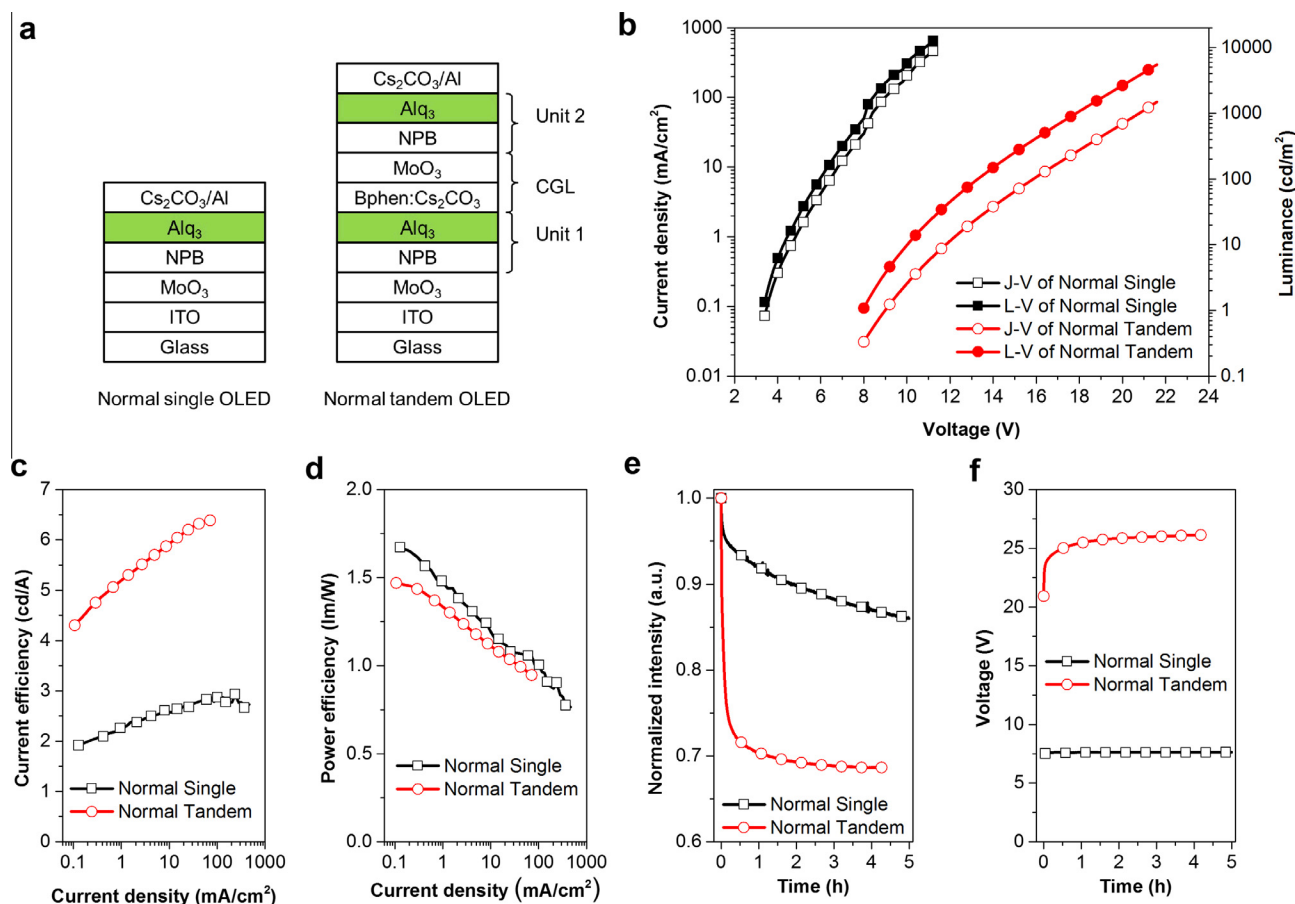 a
Cs₂CO₃/Al
Alq₃
NPB
MoO₃
ITO
Glass
Normal single OLED
Cs₂CO₃/Al
Alq₃
NPB
MoO₃
Bphen:Cs₂CO₃
Alq₃
NPB
MoO₃
ITO
Glass
Unit 2
CGL
Unit 1
Normal tandem OLED
b
Current density (mA/cm²)
1000
100
10
1
0.1
0.01
Luminance (cd/m²)
10000
1000
100
10
1
0.1
J-V of Normal Single
L-V of Normal Single
J-V of Normal Tandem
L-V of Normal Tandem
2 4 6 8 10 12 14 16 18 20 22 24
Voltage (V)
c
Current efficiency (cd/A)
7
6
5
4
3
2
1
0
Normal Single
Normal Tandem
0.1 1 10 100 1000
Current density (mA/cm²)
d
Power efficiency (lm/W)
2.0
1.5
1.0
0.5
0.0
Normal Single
Normal Tandem
0.1 1 10 100 1000
Current density (mA/cm²)
e
Normalized intensity (a.u.)
1.0
0.9
0.8
0.7
0.6
Normal Single
Normal Tandem
0 1 2 3 4 5
Time (h)
f
Voltage (V)
30
25
20
15
10
5
0
Normal Single
Normal Tandem
0 1 2 3 4 5
Time (h)